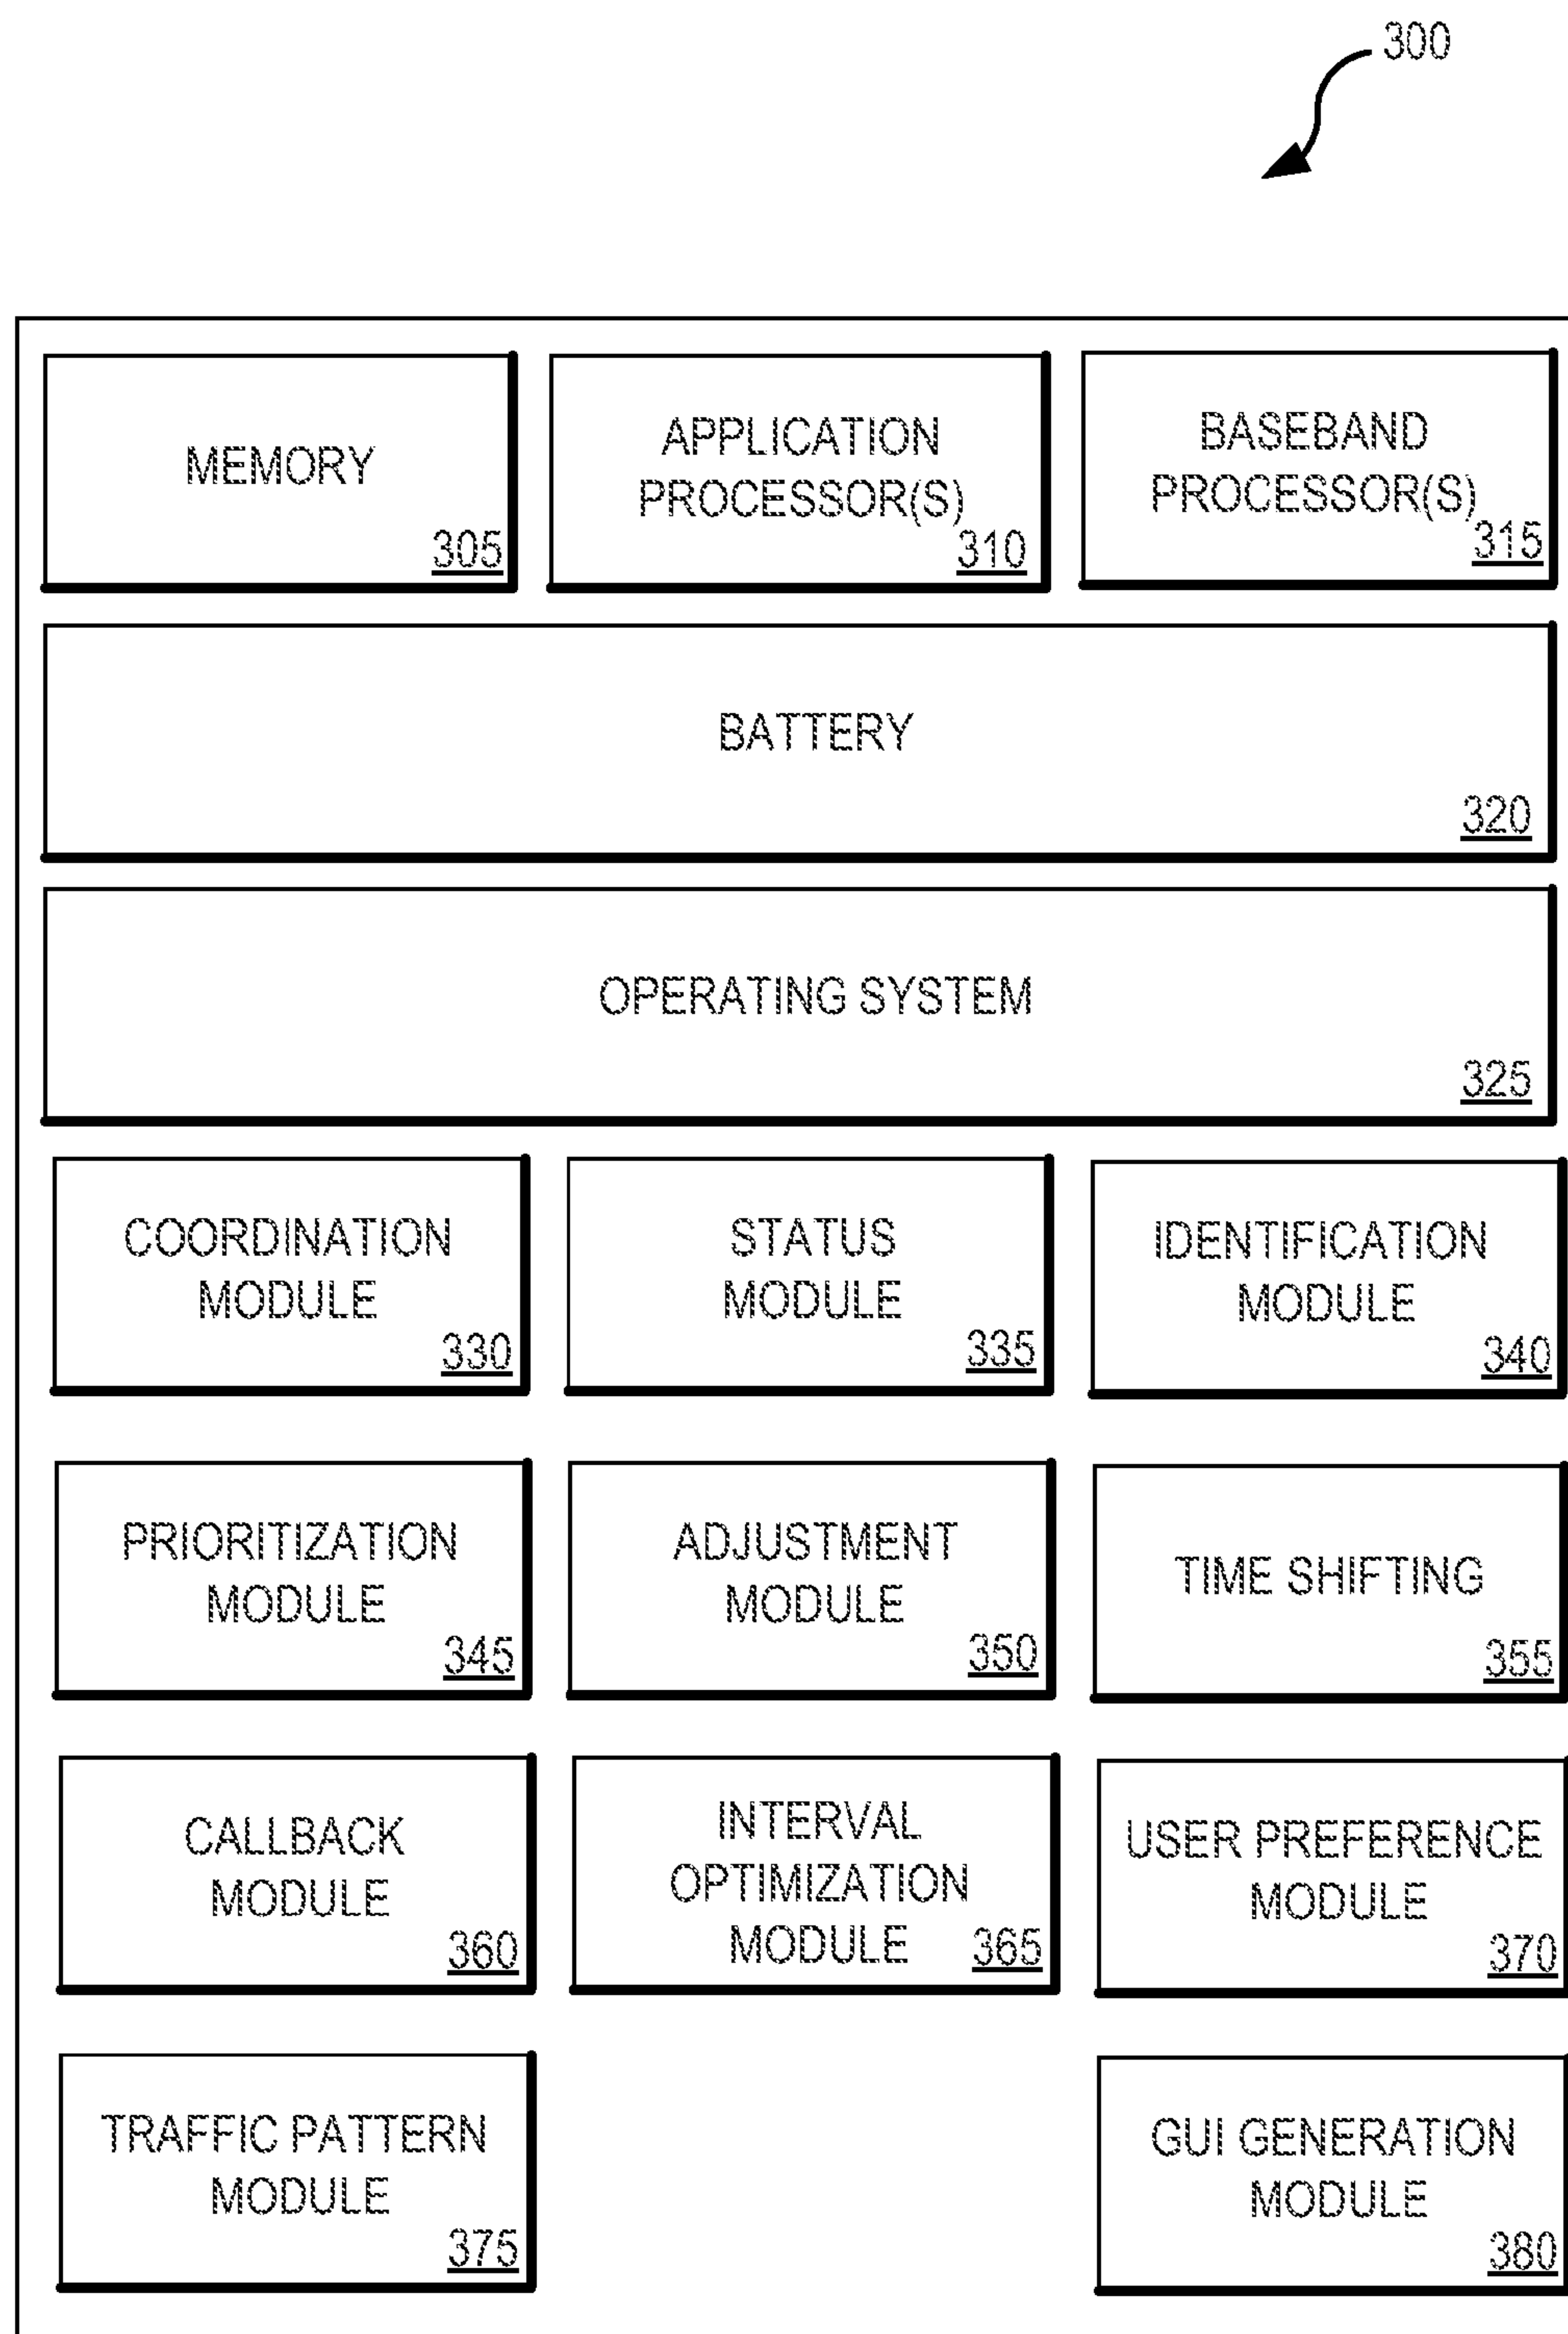 300
MEMORY
305
APPLICATION
PROCESSOR(S)
310
BASEBAND
PROCESSOR(S)
315
BATTERY
320
OPERATING SYSTEM
325
COORDINATION
MODULE
330
STATUS
MODULE
335
IDENTIFICATION
MODULE
340
PRIORITIZATION
MODULE
345
ADJUSTMENT
MODULE
350
TIME SHIFTING
355
CALLBACK
MODULE
360
INTERVAL
OPTIMIZATION
MODULE
365
USER PREFERENCE
MODULE
370
TRAFFIC PATTERN
MODULE
375
GUI GENERATION
MODULE
380